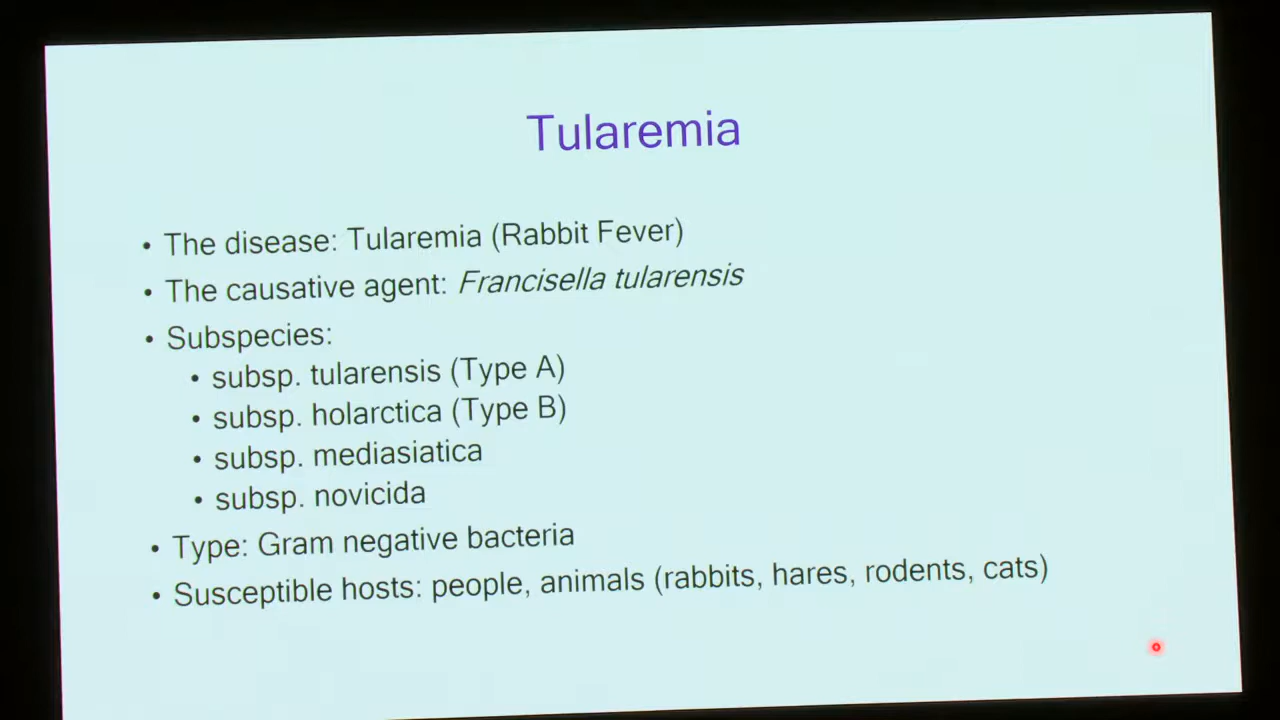 Tularemia
• The disease: Tularemia (Rabbit Fever)
• The causative agent: Francisella tularensis
• Subspecies:
• subsp. tularensis (Type A)
• subsp. holarctica (Type B)
• subsp. mediasiatica
• subsp. novicida
• Type: Gram negative bacteria
• Susceptible hosts: people, animals (rabbits, hares, rodents, cats)